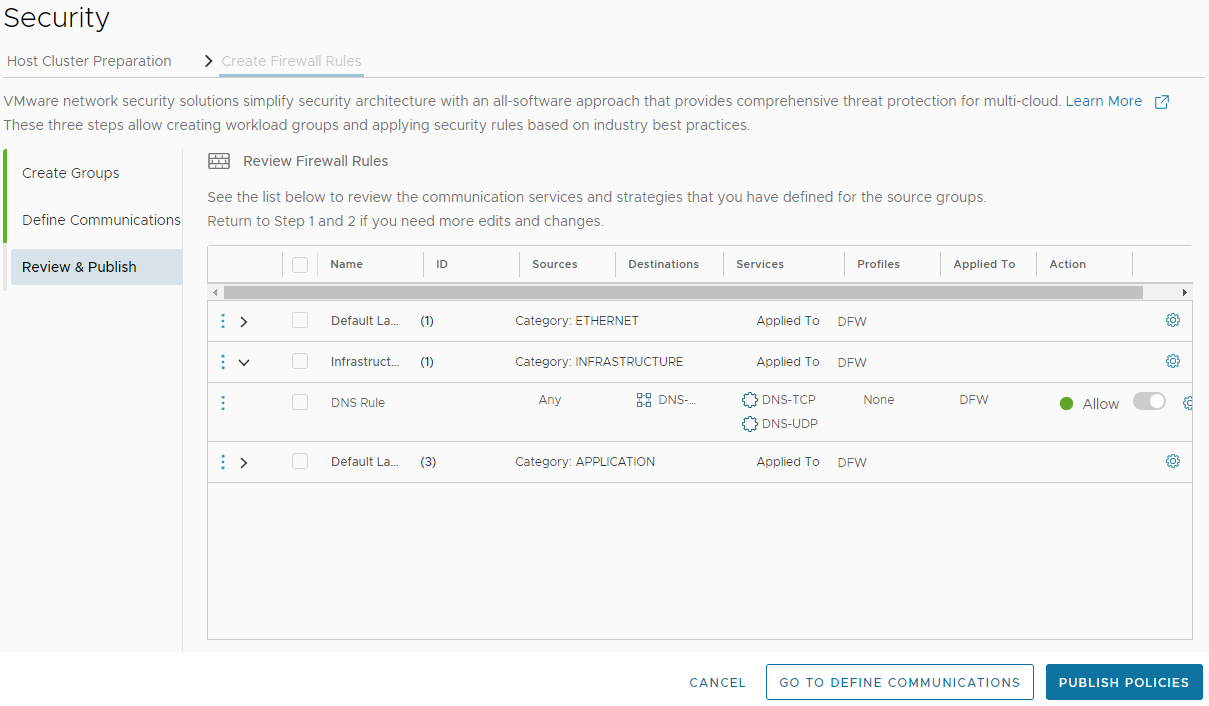 Security
Host Cluster Preparation > Create Firewall Rules
VMware network security solutions simplify security architecture with an all-software approach that provides comprehensive threat protection for multi-cloud. Learn More
These three steps allow creating workload groups and applying security rules based on industry best practices.
Create Groups
Define Communications
Review & Publish
Review Firewall Rules
See the list below to review the communication services and strategies that you have defined for the source groups.
Return to Step 1 and 2 if you need more edits and changes.
Name ID Sources Destinations Services Profiles Applied To Action
Default La... (1) Category: ETHERNET Applied To DFW
Infrastruct... (1) Category: INFRASTRUCTURE Applied To DFW
DNS Rule Any DNS-... DNS-TCP None DFW Allow
DNS-UDP
Default La... (3) Category: APPLICATION Applied To DFW
CANCEL GO TO DEFINE COMMUNICATIONS PUBLISH POLICIES